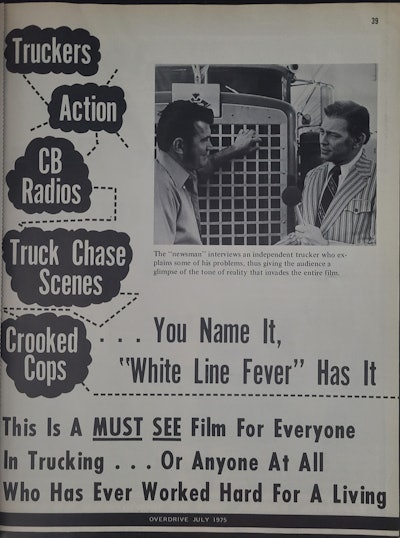 39
Truckers
Action
CB
Radios
Truck Chase
Scenes
Crooked
Cops
The "newsman" interviews an independent trucker who ex-
plains some of his problems, thus giving the audience a
glimpse of the tone of reality that invades the entire film.
. . . You Name It,
"White Line Fever" Has It
This Is A MUST SEE Film For Everyone
In Trucking . . . Or Anyone At All
Who Has Ever Worked Hard For A Living
OVERDRIVE JULY 1975